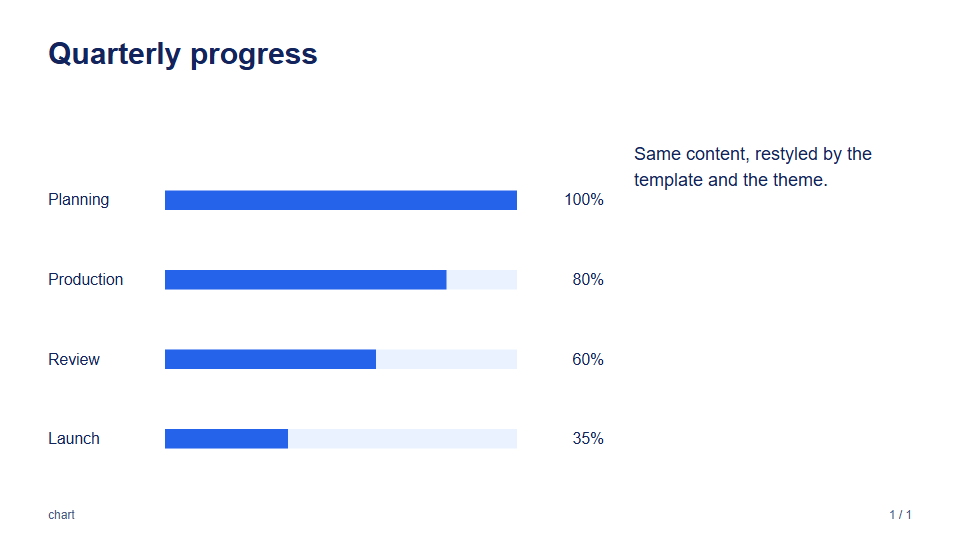 Quarterly progress
Planning 100%
Production 80%
Review 60%
Launch 35%
Same content, restyled by the
template and the theme.
chart
1 / 1